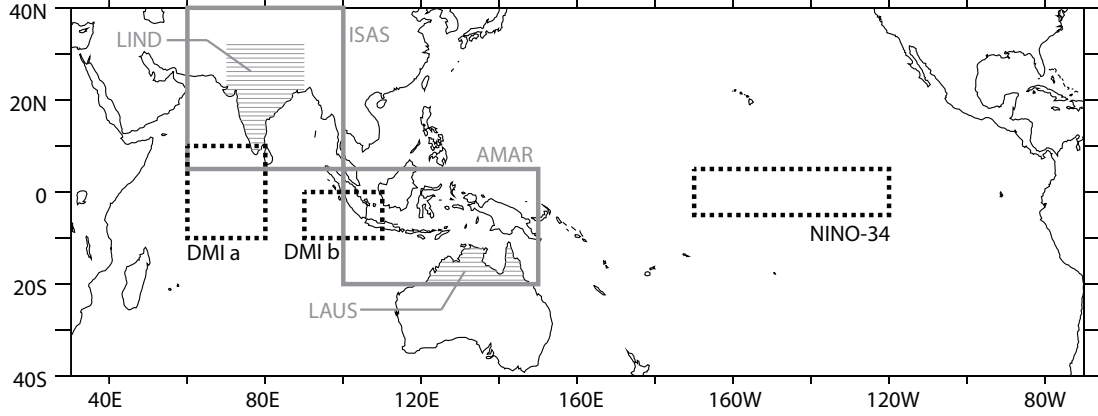 40N
LIND
ISAS
20N
AMAR
0
DMI a
DMI b
NINO-34
20S
LAUS
40S
40E
80E
120E
160E
160W
120W
80W